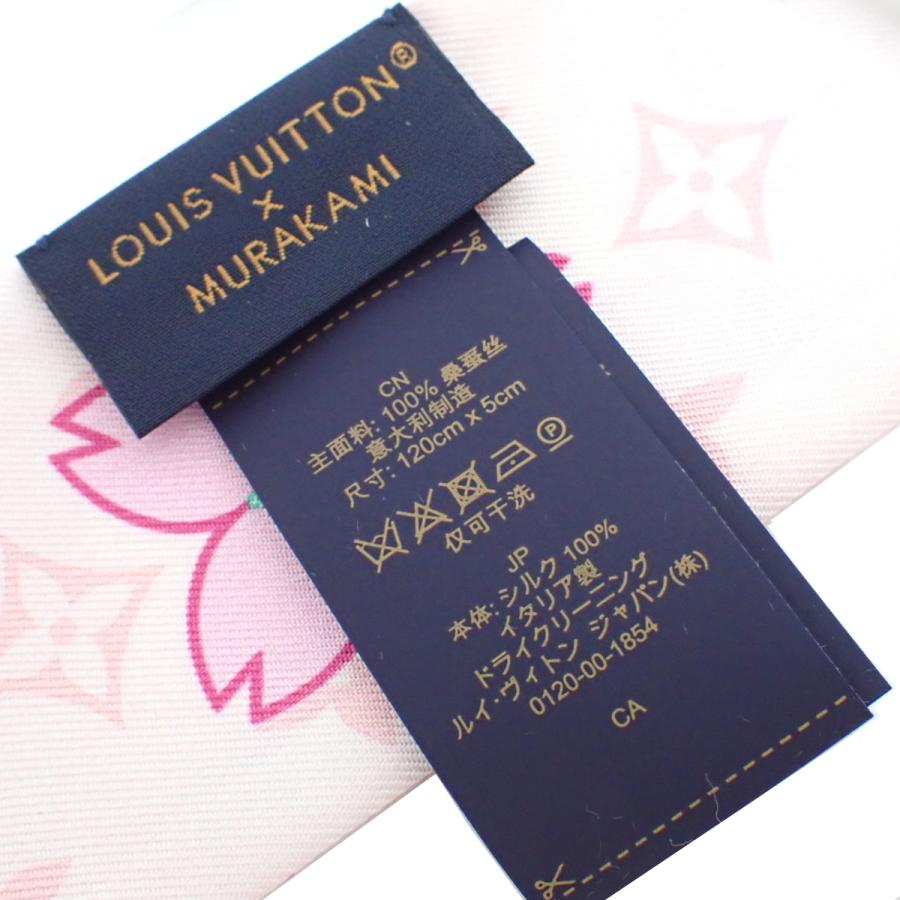 LOUIS VUITTON®
x
MURAKAMI
CN
主面料: 100% 桑蚕丝
意大利制造
尺寸: 120cm x 5cm
P
仅可干洗
JP
本体: シルク 100%
イタリア製
ドライクリーニング
ルイ・ヴィトン ジャパン(株)
0120-00-1854
CA